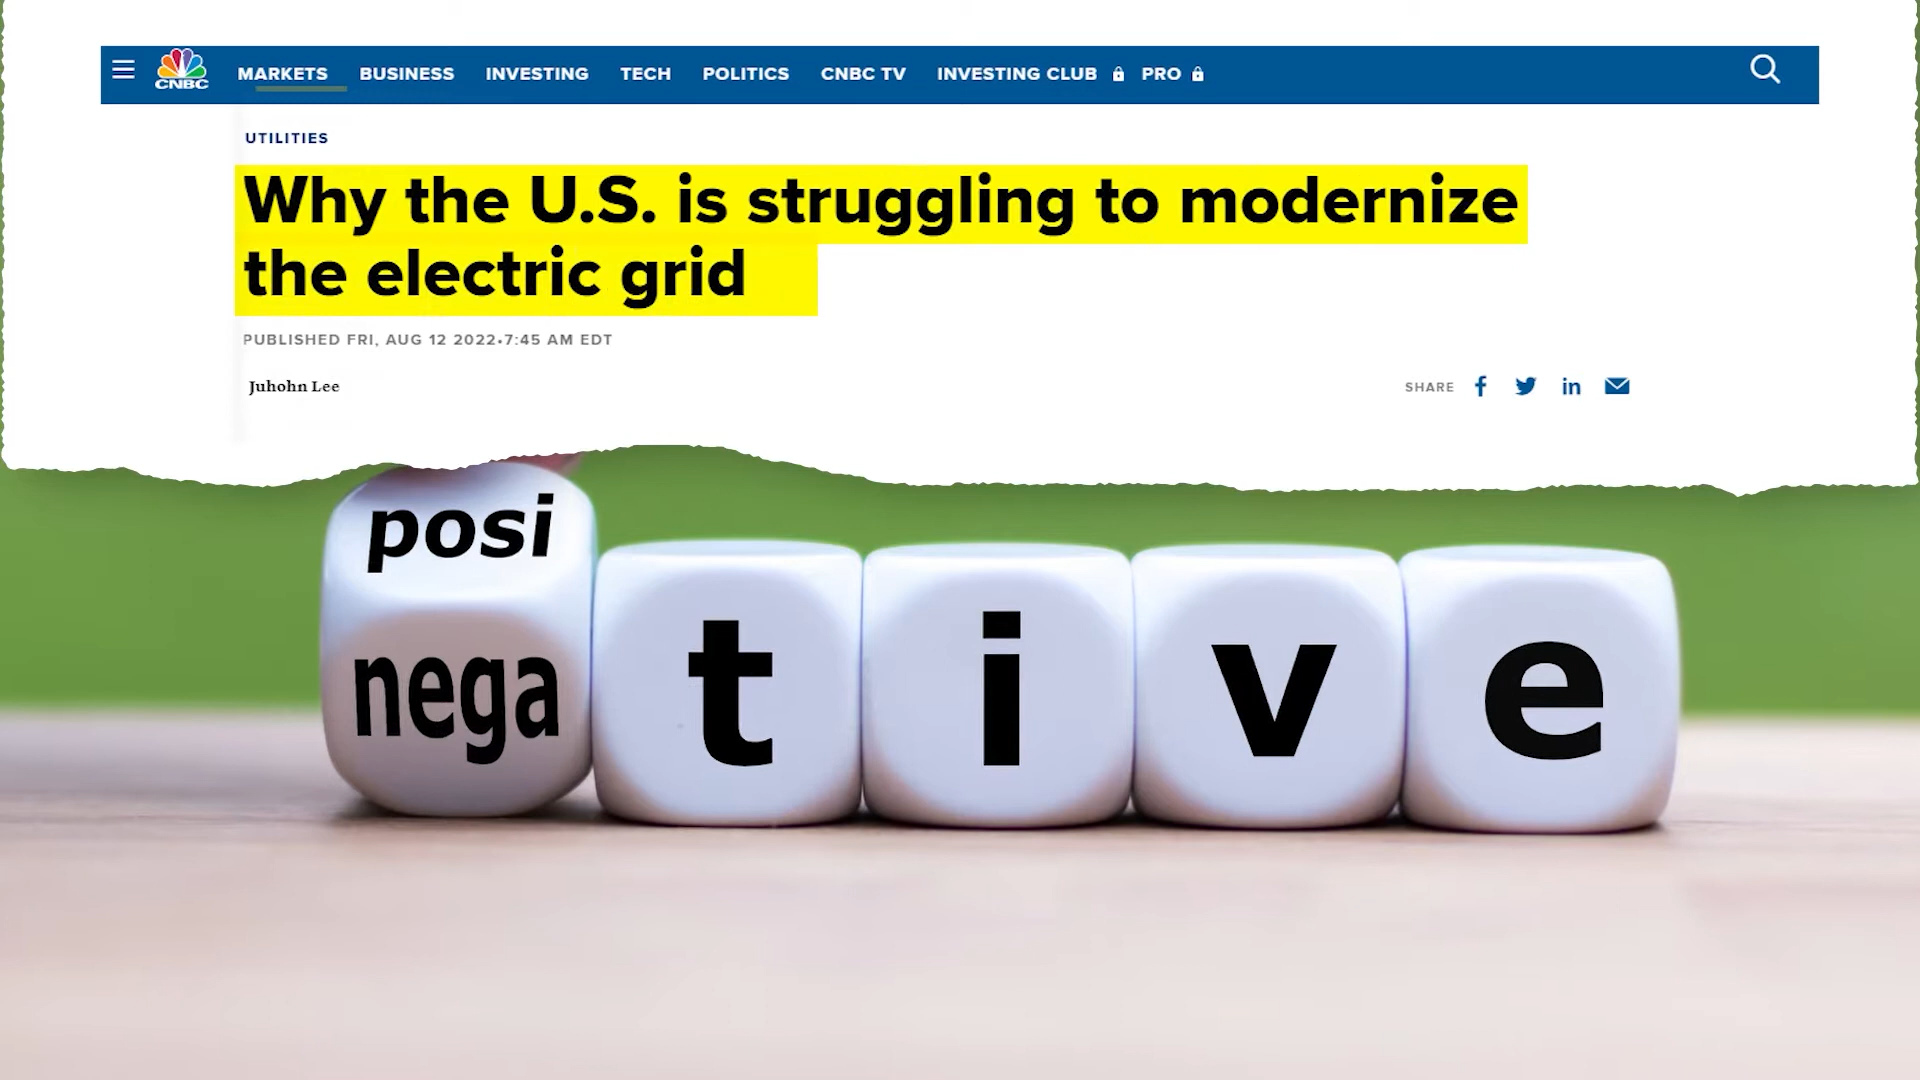 CNBC MARKETS BUSINESS INVESTING TECH POLITICS CNBC TV INVESTING CLUB PRO
UTILITIES
Why the U.S. is struggling to modernize
the electric grid
PUBLISHED FRI, AUG 12 2022•7:45 AM EDT
Juhohn Lee
SHARE f in
posi
nega t i v e